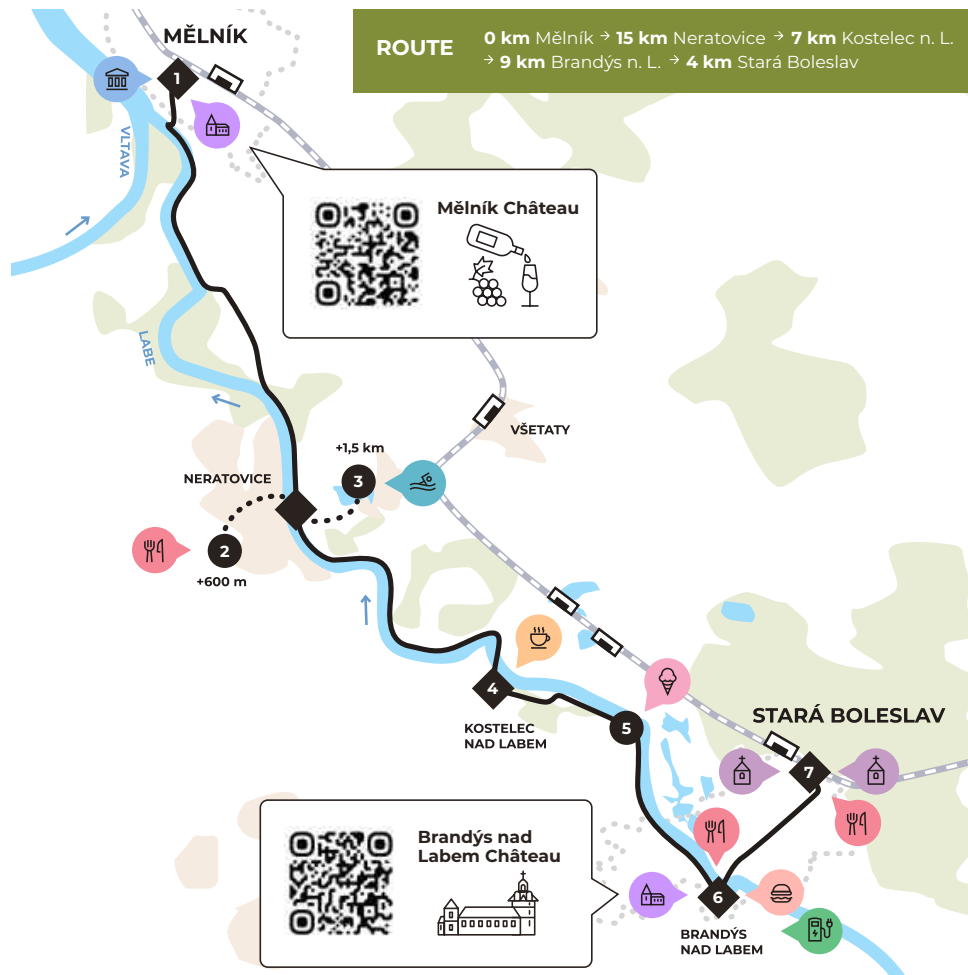 MĚLNÍK
ROUTE
0 km Mělník → 15 km Neratovice → 7 km Kostelec n. L.
→ 9 km Brandýs n. L. → 4 km Stará Boleslav
1
VLTAVA
Mělník Château
LABE
VŠETATY
+1,5 km
NERATOVICE
3
2
+600 m
4
KOSTELEC
NAD LABEM
5
STARÁ BOLESLAV
7
Brandýs nad
Labem Château
6
BRANDÝS
NAD LABEM